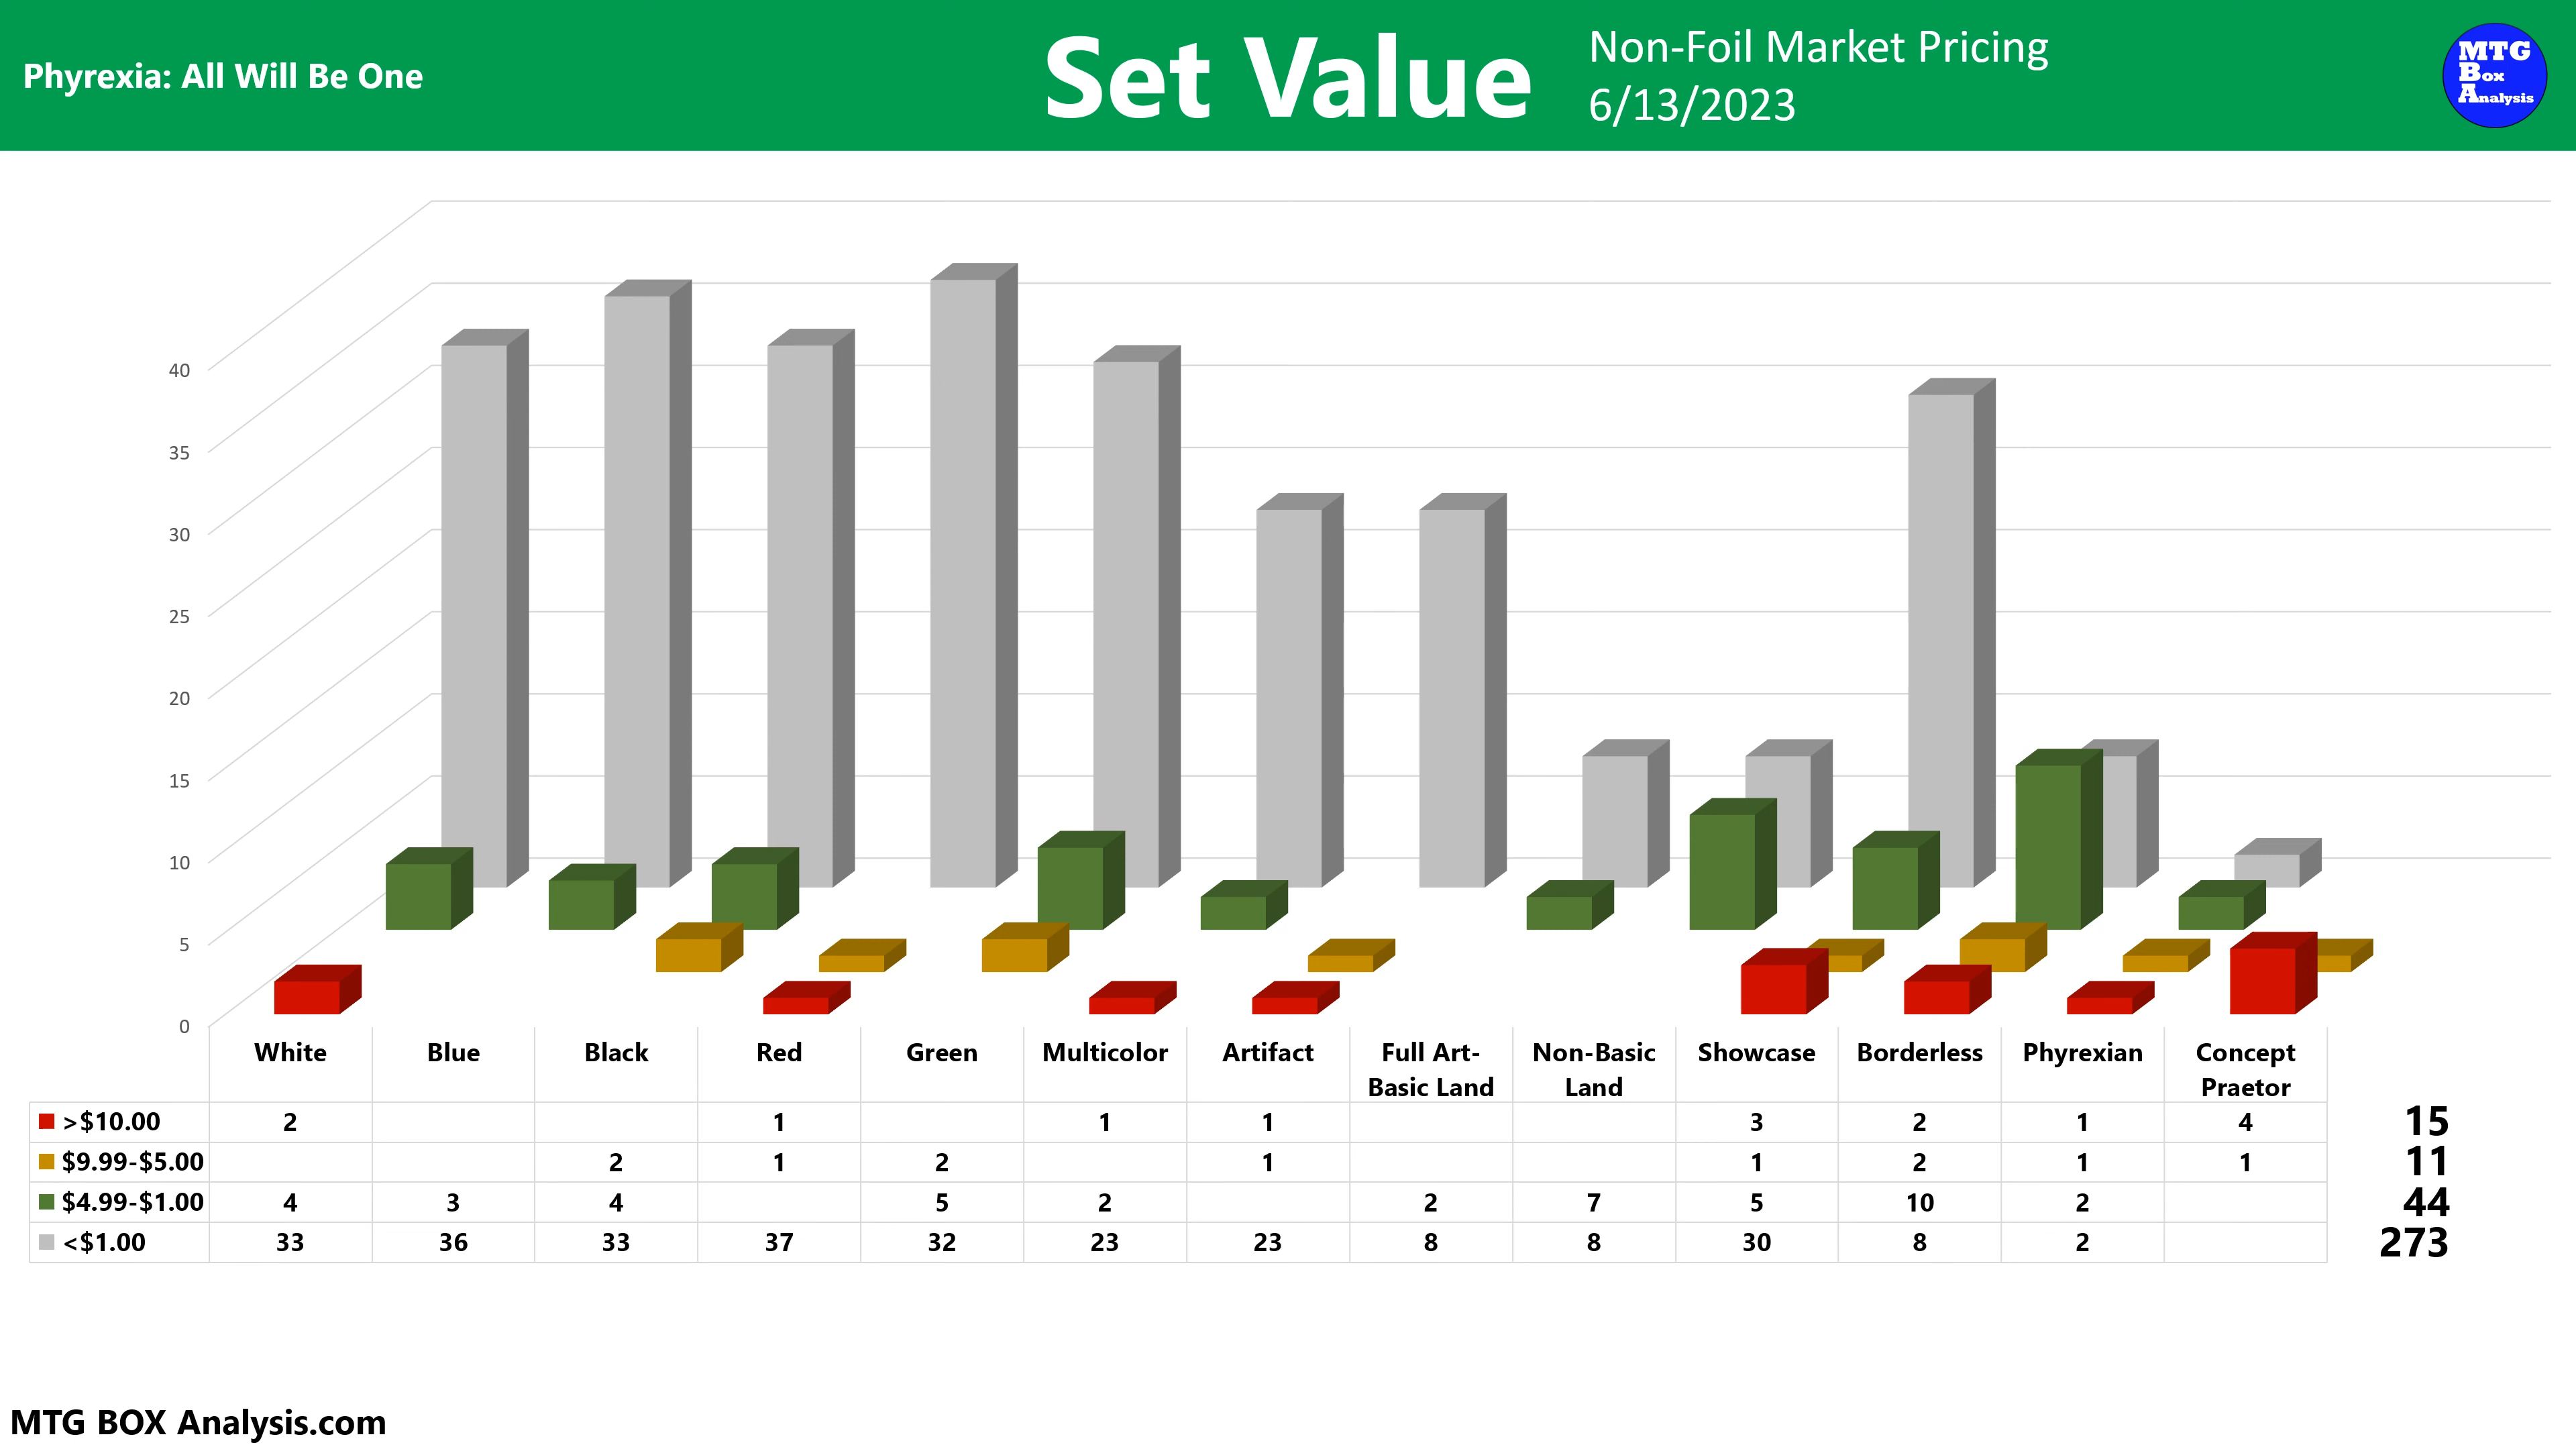 Phyrexia: All Will Be One
Set Value
Non-Foil Market Pricing
6/13/2023
MTG
Box
Analysis
40
35
30
25
20
15
10
5
0
White Blue Black Red Green Multicolor Artifact Full Art- Non-Basic Showcase Borderless Phyrexian Concept
Basic Land Land Praetor
>$10.00 2 1 1 1 3 2 1 4 15
$9.99-$5.00 2 1 2 1 1 2 1 1 11
$4.99-$1.00 4 3 4 5 2 2 7 5 10 2 44
<$1.00 33 36 33 37 32 23 23 8 8 30 8 2 273
MTG BOX Analysis.com